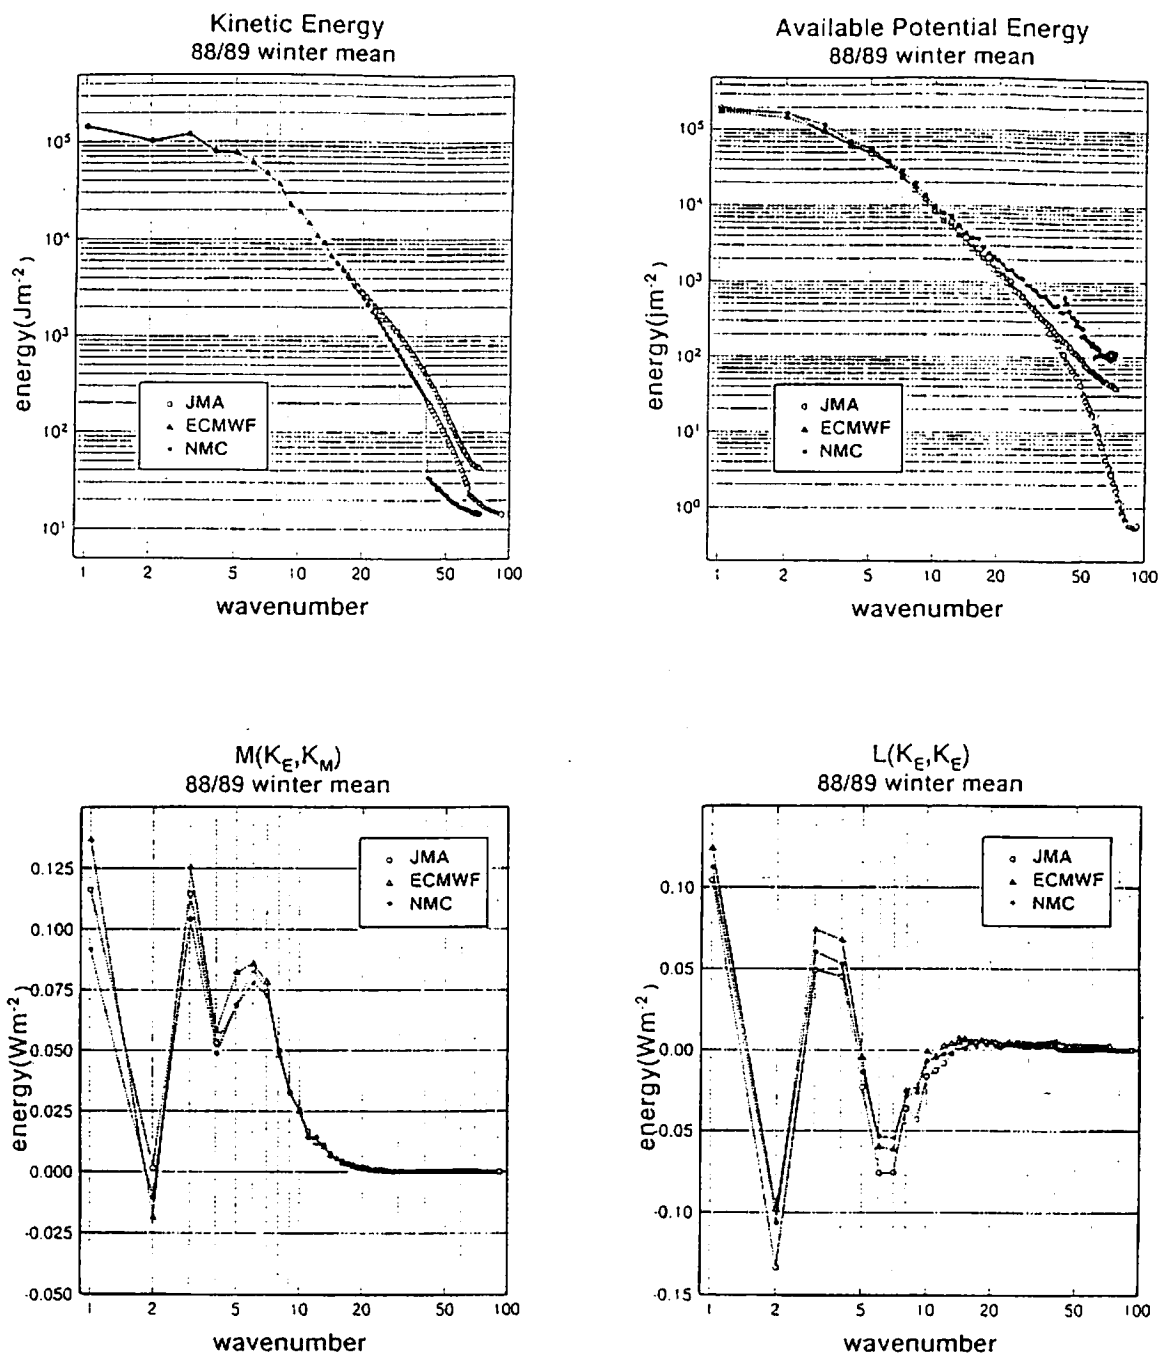 Kinetic Energy
88/89 winter mean
energy(Jm-2)
10⁵
10⁴
10³
10²
10¹
JMA
ECMWF
NMC
1 2 5 10 20 50 100
wavenumber
Available Potential Energy
88/89 winter mean
energy(jm-2)
10⁵
10⁴
10³
10²
10¹
10⁰
JMA
ECMWF
NMC
1 2 5 10 20 50 100
wavenumber
M(K_E,K_M)
88/89 winter mean
energy(Wm-2)
0.125
0.100
0.075
0.050
0.025
0.000
-0.025
-0.050
JMA
ECMWF
NMC
1 2 5 10 20 50 100
wavenumber
L(K_E,K_E)
88/89 winter mean
energy(Wm-2)
0.10
0.05
0.00
-0.05
-0.10
-0.15
JMA
ECMWF
NMC
1 2 5 10 20 50 100
wavenumber